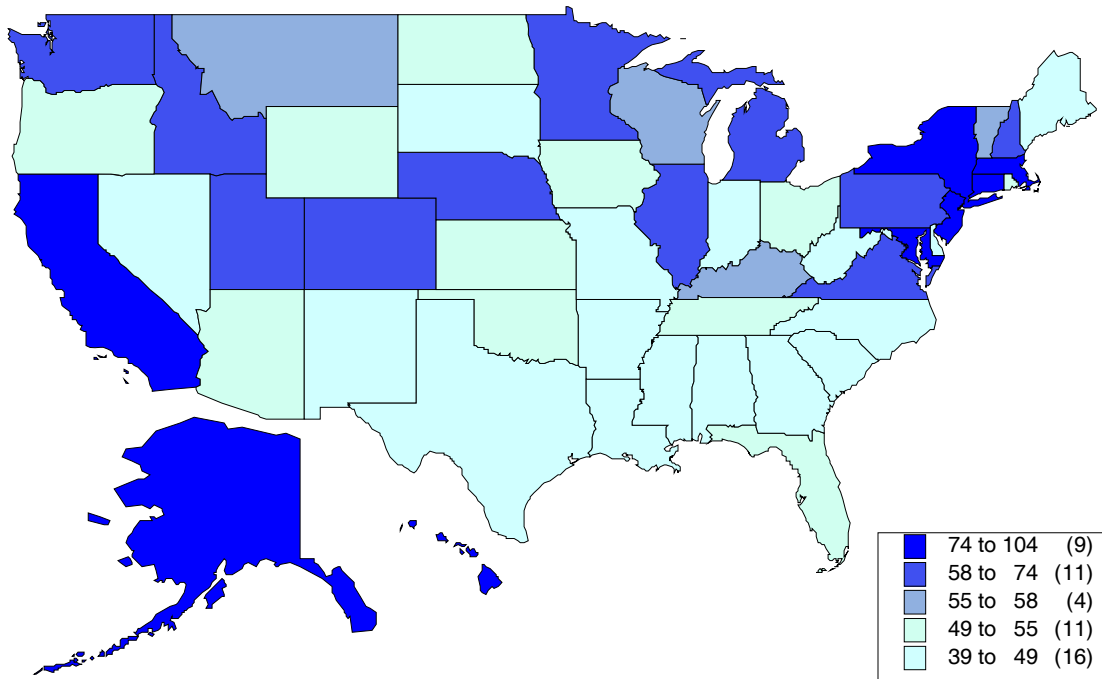 74 to 104 (9)
58 to 74 (11)
55 to 58 (4)
49 to 55 (11)
39 to 49 (16)